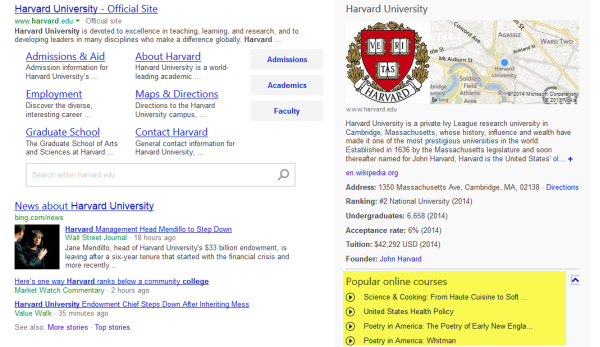 Harvard University - Official Site
www.harvard.edu ▼ Official site
Harvard University is devoted to excellence in teaching, learning, and research, and to
developing leaders in many disciplines who make a difference globally. Harvard ...
Admissions & Aid
Admission information for
Harvard University's ...
About Harvard
Harvard University is a world-
leading academic ...
Employment
Discover the diverse,
interesting career ...
Maps & Directions
Directions to the Harvard
University campus, ...
Graduate School
The Graduate School of Arts
and Sciences at Harvard ...
Contact Harvard
General contact information for
Harvard University, ...
Admissions
Academics
Faculty
Search within harvard.edu
News about Harvard University
bing.com/news
Harvard Management Head Mendillo to Step Down
Wall Street Journal · 18 hours ago
Jane Mendillo, head of Harvard University's $33 billion endowment, is
leaving after a six-year tenure that started with the financial crisis and
more recently...
Here's one way Harvard ranks below a community college
Market Watch Commentary · 2 hours ago
Harvard University Endowment Chief Steps Down After Inheriting Mess
Value Walk · 35 minutes ago
See also: More stories · Top stories
Harvard University
VE RI
TAS
HARVARD
Asgard
Ward Two
Mt Auburn St
Harvard
University
Soldiers
Field
Athletic
Area
©2014 Microsoft Corporation
© 2012 Nokia
www.harvard.edu
Harvard University is a private Ivy League research university in
Cambridge, Massachusetts, whose history, influence and wealth have
made it one of the most prestigious universities in the world.
Established in 1636 by the Massachusetts legislature and soon
thereafter named for John Harvard, Harvard is the United States' ol... +
en.wikipedia.org
Address: 1350 Massachusetts Ave, Cambridge, MA, 02138 · Directions
Ranking: #2 National University (2014)
Undergraduates: 6,658 (2014)
Acceptance rate: 6% (2014)
Tuition: $42,292 USD (2014)
Founder: John Harvard
Popular online courses
Science & Cooking: From Haute Cuisine to Soft ...
United States Health Policy
Poetry in America: The Poetry of Early New Engla...
Poetry in America: Whitman